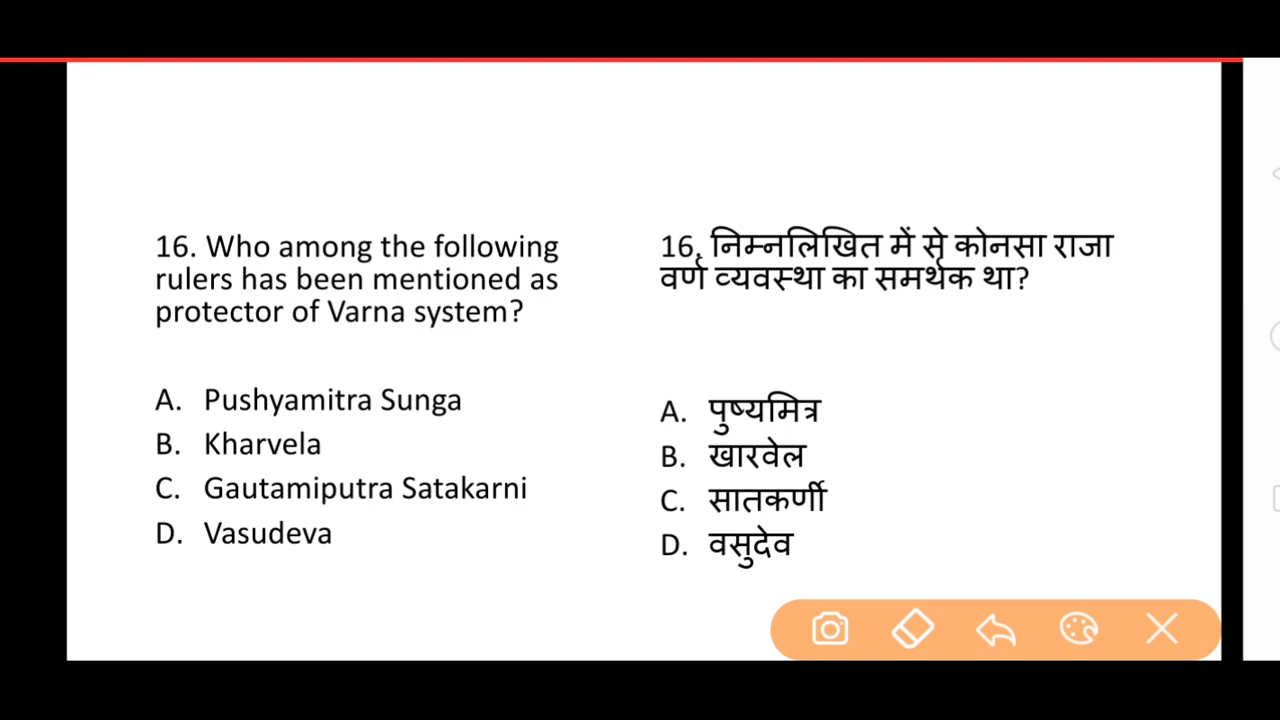 16. Who among the following
rulers has been mentioned as
protector of Varna system?
A. Pushyamitra Sunga
B. Kharvela
C. Gautamiputra Satakarni
D. Vasudeva
16. निम्नलिखित में से कोनसा राजा
वर्ण व्यवस्था का समर्थक था?
A. पुष्यमित्र
B. खारवेल
C. सातकर्णी
D. वसुदेव